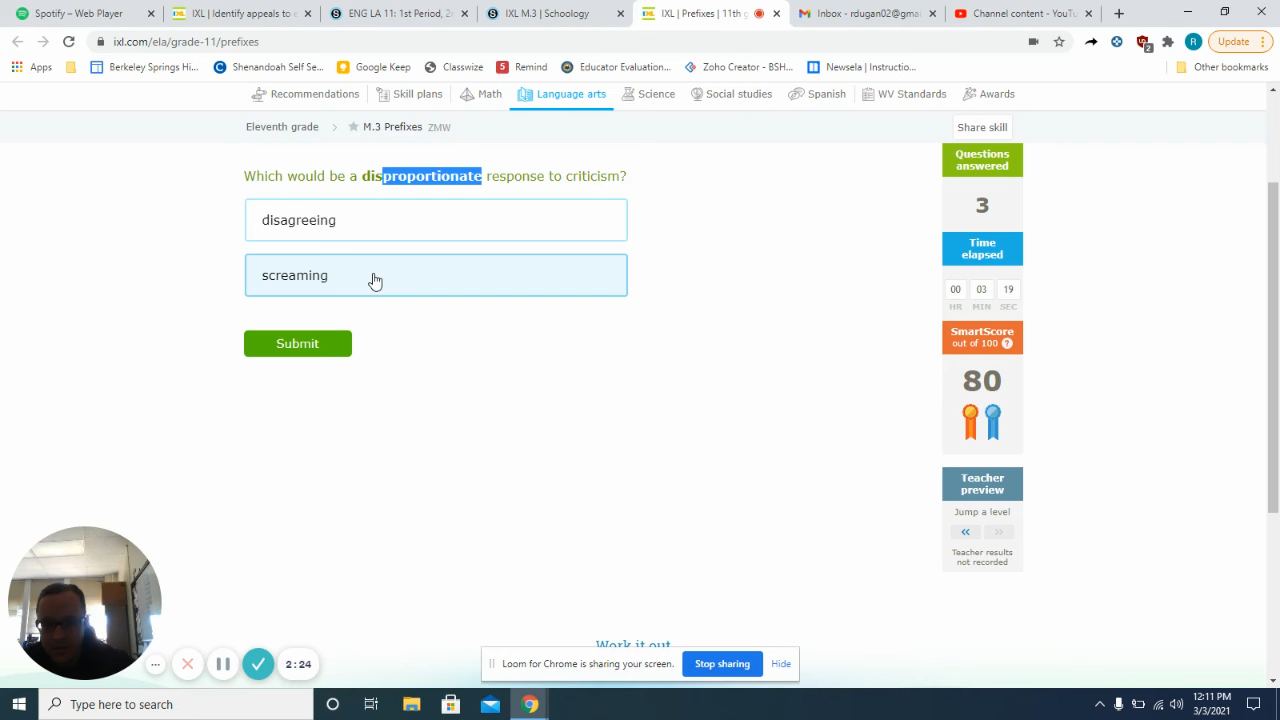 Spotify – Web Player
IXL | Identify appeals to e
ENG LA 11: 1st Period, 2
IXL M.3 | Schoology
IXL | Prefixes | 11th g
Inbox - rdugan02@gma
Channel content - YouTu
ixl.com/ela/grade-11/prefixes
2
R
Update
Apps
Berkeley Springs Hi...
Shenandoah Self Se...
Google Keep
Classwize
Remind
Educator Evaluation...
Zoho Creator - BSH...
Newsela | Instructio...
Other bookmarks
Recommendations
Skill plans
Math
Language arts
Science
Social studies
Spanish
WV Standards
Awards
Eleventh grade
M.3 Prefixes ZMW
Share skill
Which would be a disproportionate response to criticism?
disagreeing
screaming
Submit
Questions
answered
3
Time
elapsed
00 03 19
HR MIN SEC
SmartScore
out of 100 ?
80
Teacher
preview
Jump a level
Teacher results
not recorded
Work it out
2:24
Loom for Chrome is sharing your screen.
Stop sharing
Hide
Type here to search
12:11 PM
3/3/2021